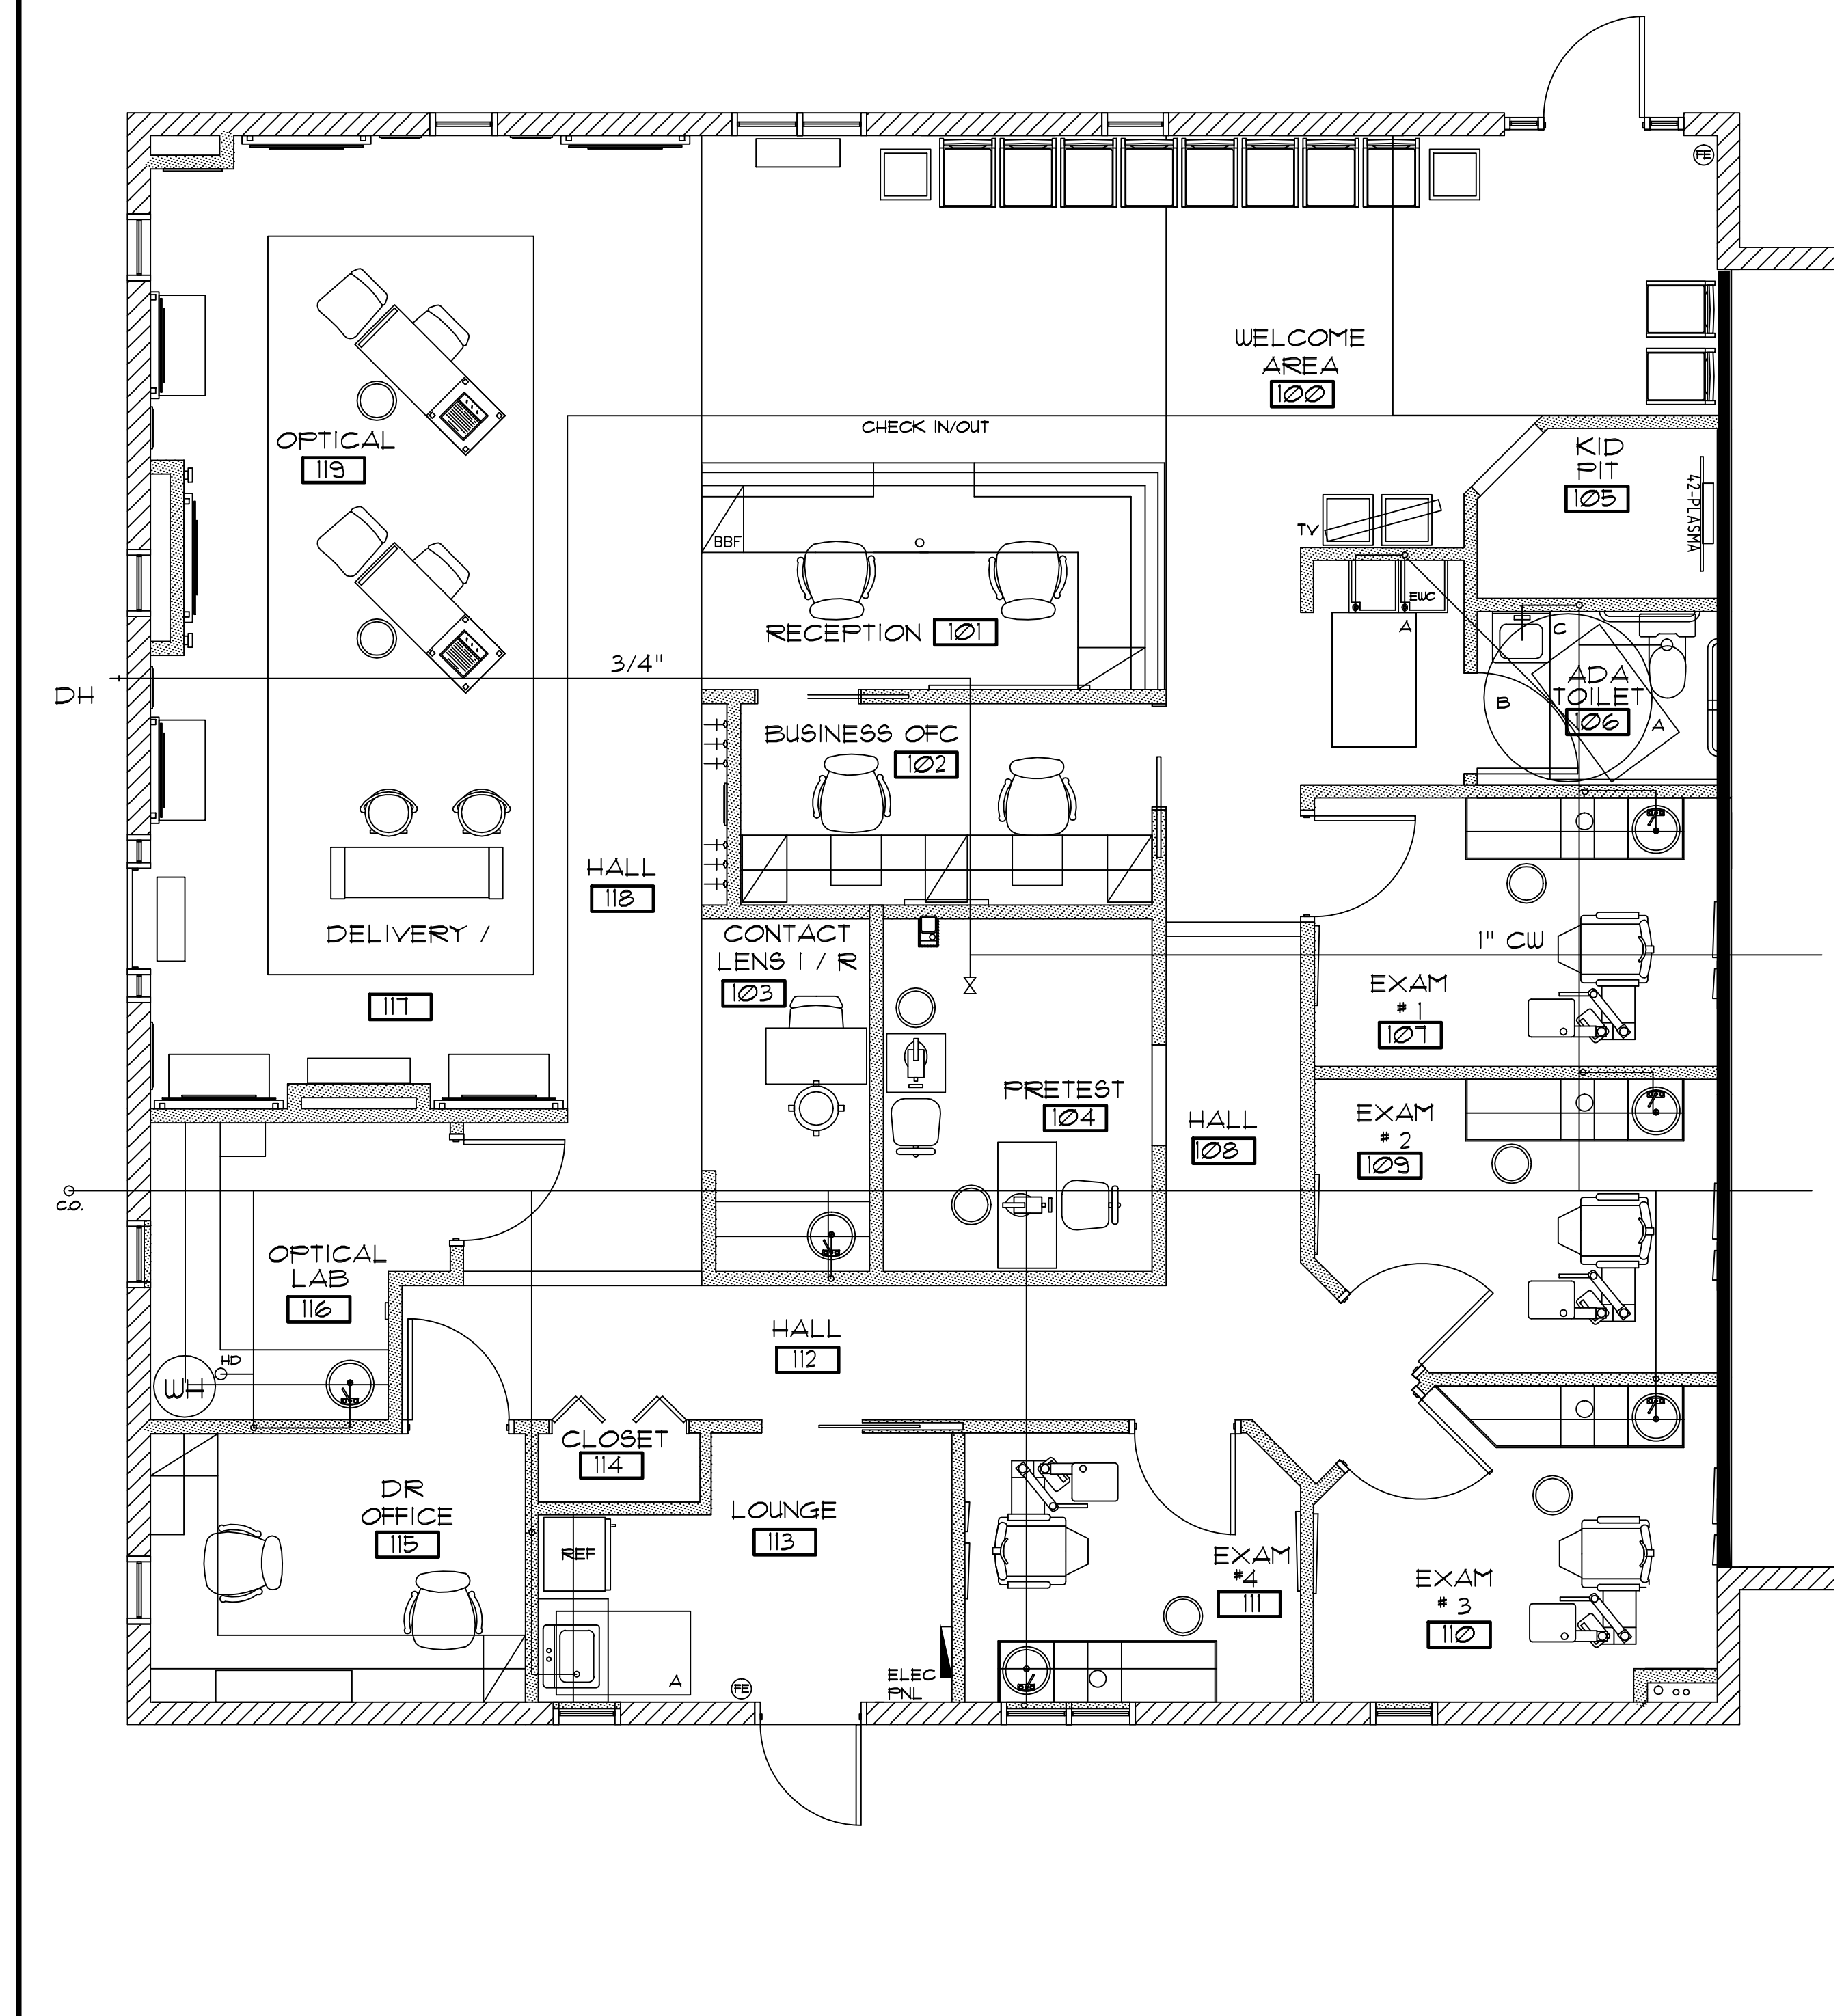 WELCOME
AREA
100
FE
CHECK IN/OUT
OPTICAL
119
KID
PIT
105
42-PLASMA
TV
BBF
EWC
A
RECEPTION 101
C
ADA
TOILET
106
B
A
3/4"
DH
BUSINESS OFC
102
HALL
118
DELIVERY /
117
CONTACT
LENS I / R
103
1" CW
EXAM
# 1
107
PRETEST
104
HALL
108
EXAM
# 2
109
C.O.
OPTICAL
LAB
116
HD
WH
HALL
112
CLOSET
114
DR
OFFICE
115
LOUNGE
113
REF
A
FE
ELEC
PNL
EXAM
#4
111
EXAM
# 3
110